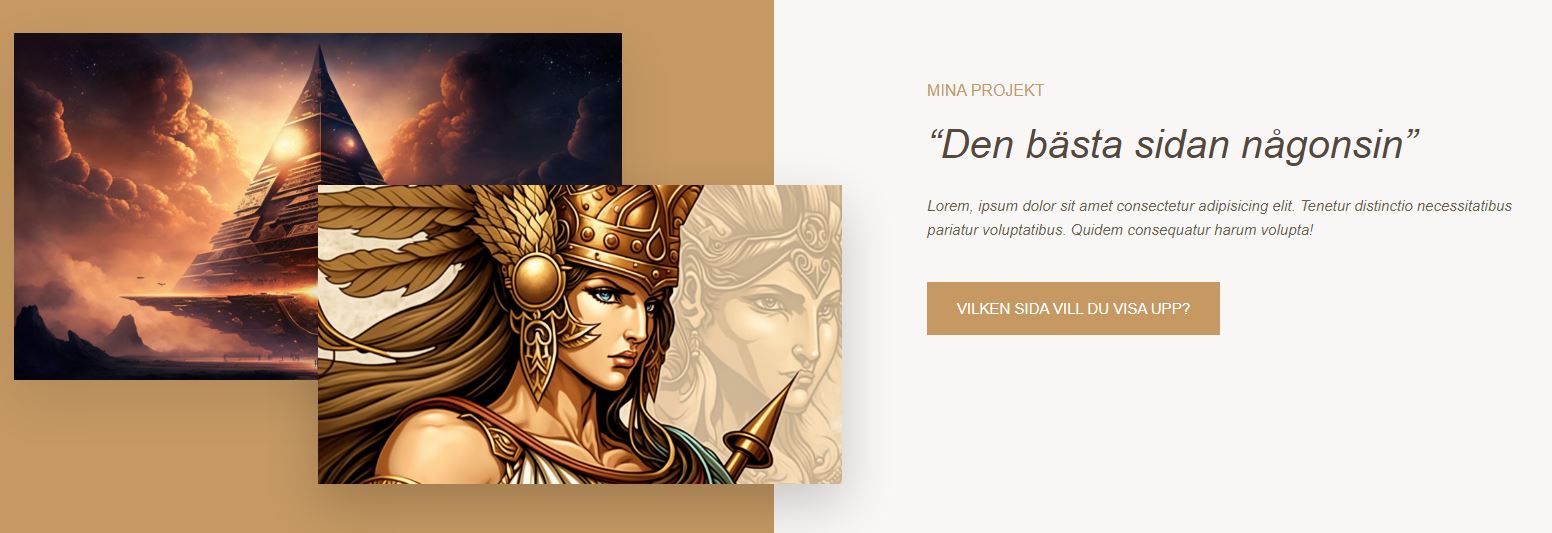 MINA PROJEKT
“Den bästa sidan någonsin”
Lorem, ipsum dolor sit amet consectetur adipisicing elit. Tenetur distinctio necessitatibus
pariatur voluptatibus. Quidem consequatur harum volupta!
VILKEN SIDA VILL DU VISA UPP?